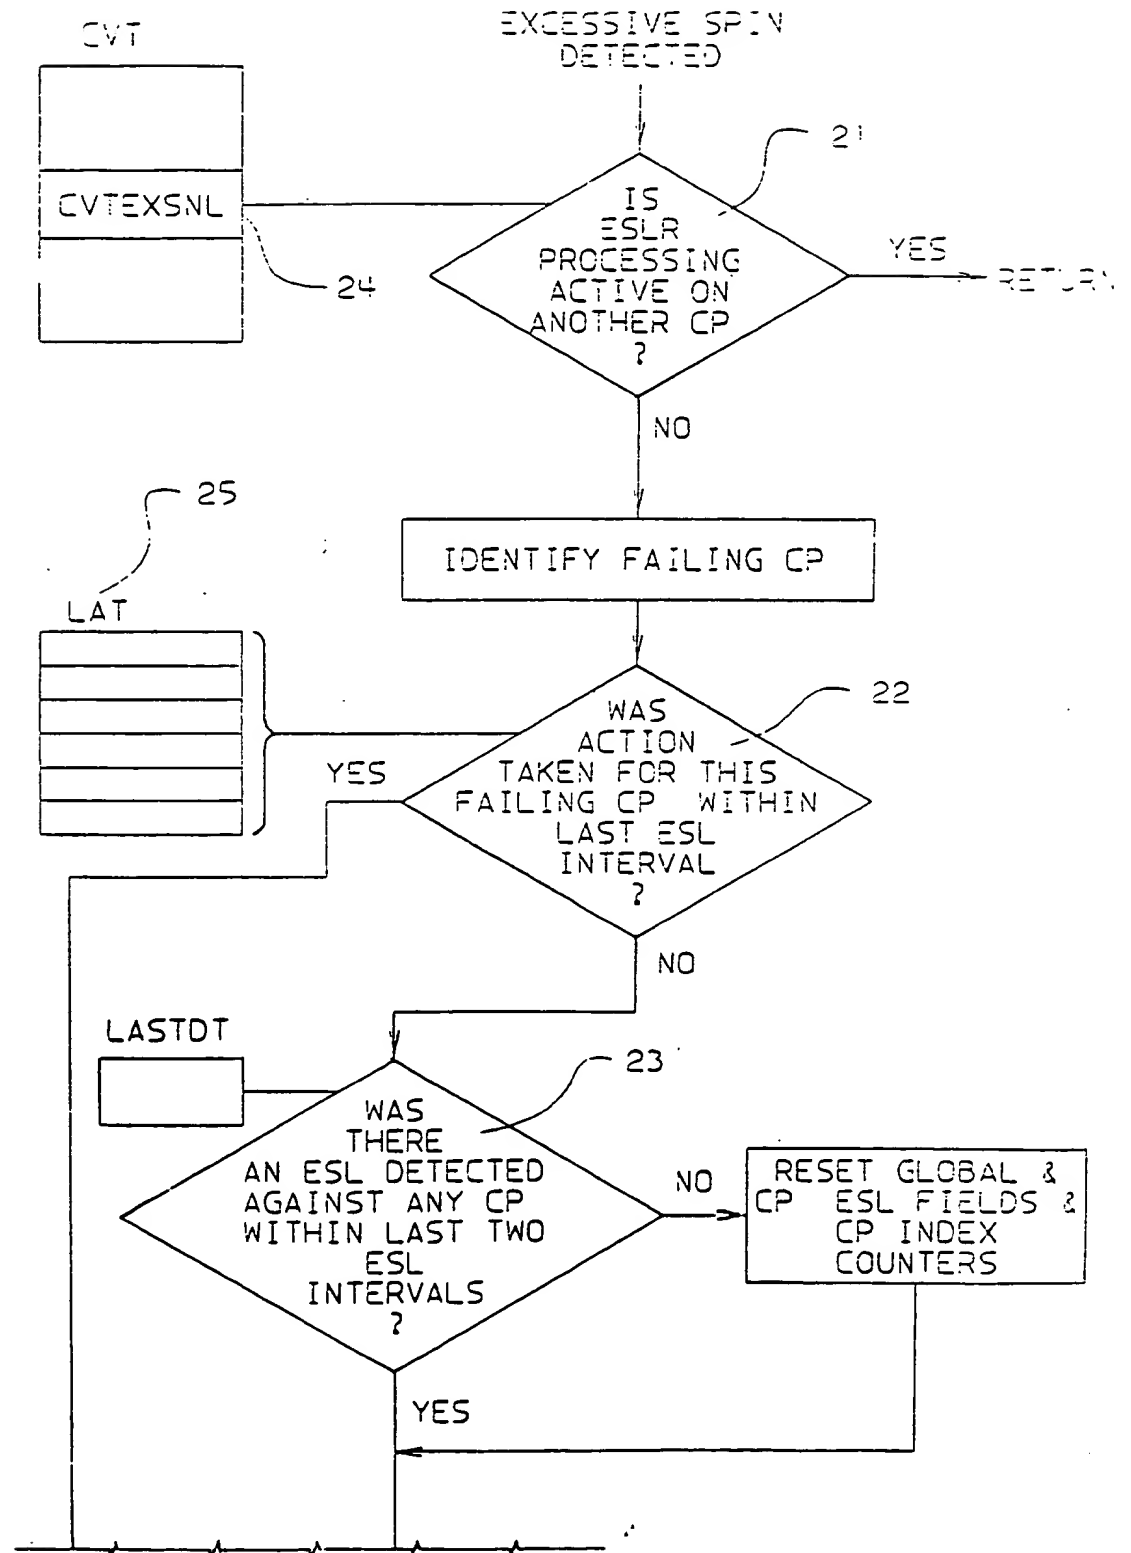 CVT
EXCESSIVE SPIN
DETECTED
21
CVTEXSNL
24
IS
ESLR
PROCESSING
ACTIVE ON
ANOTHER CP
?
YES
RETURN
NO
25
IDENTIFY FAILING CP
LAT
22
WAS
ACTION
TAKEN FOR THIS
FAILING CP WITHIN
LAST ESL
INTERVAL
?
YES
NO
LASTDT
23
WAS
THERE
AN ESL DETECTED
AGAINST ANY CP
WITHIN LAST TWO
ESL
INTERVALS
?
NO
RESET GLOBAL &
CP ESL FIELDS &
CP INDEX
COUNTERS
YES